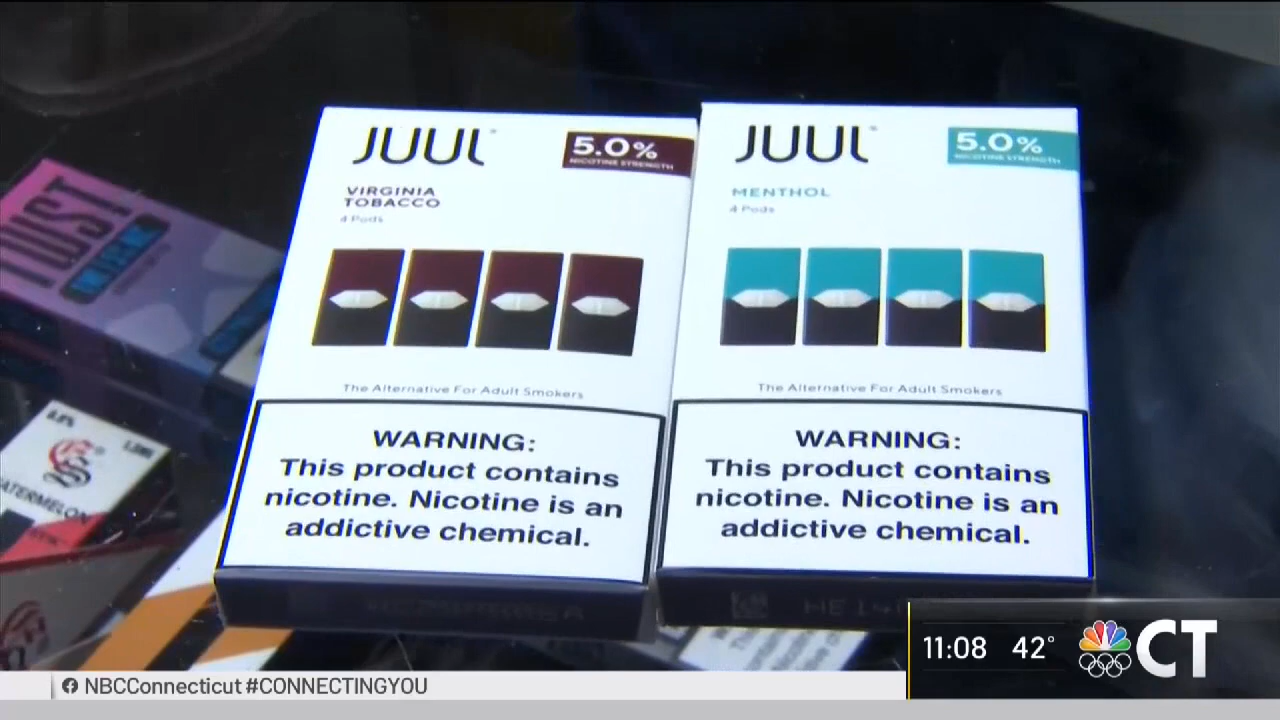 JUUL
5.0%
NICOTINE STRENGTH
VIRGINIA
TOBACCO
4 Pods
The Alternative For Adult Smokers
WARNING:
This product contains
nicotine. Nicotine is an
addictive chemical.
JUUL
5.0%
NICOTINE STRENGTH
MENTHOL
4 Pods
The Alternative For Adult Smokers
WARNING:
This product contains
nicotine. Nicotine is an
addictive chemical.
TWST
ATERMELON
11:08 42°
CT
NBCConnecticut #CONNECTINGYOU